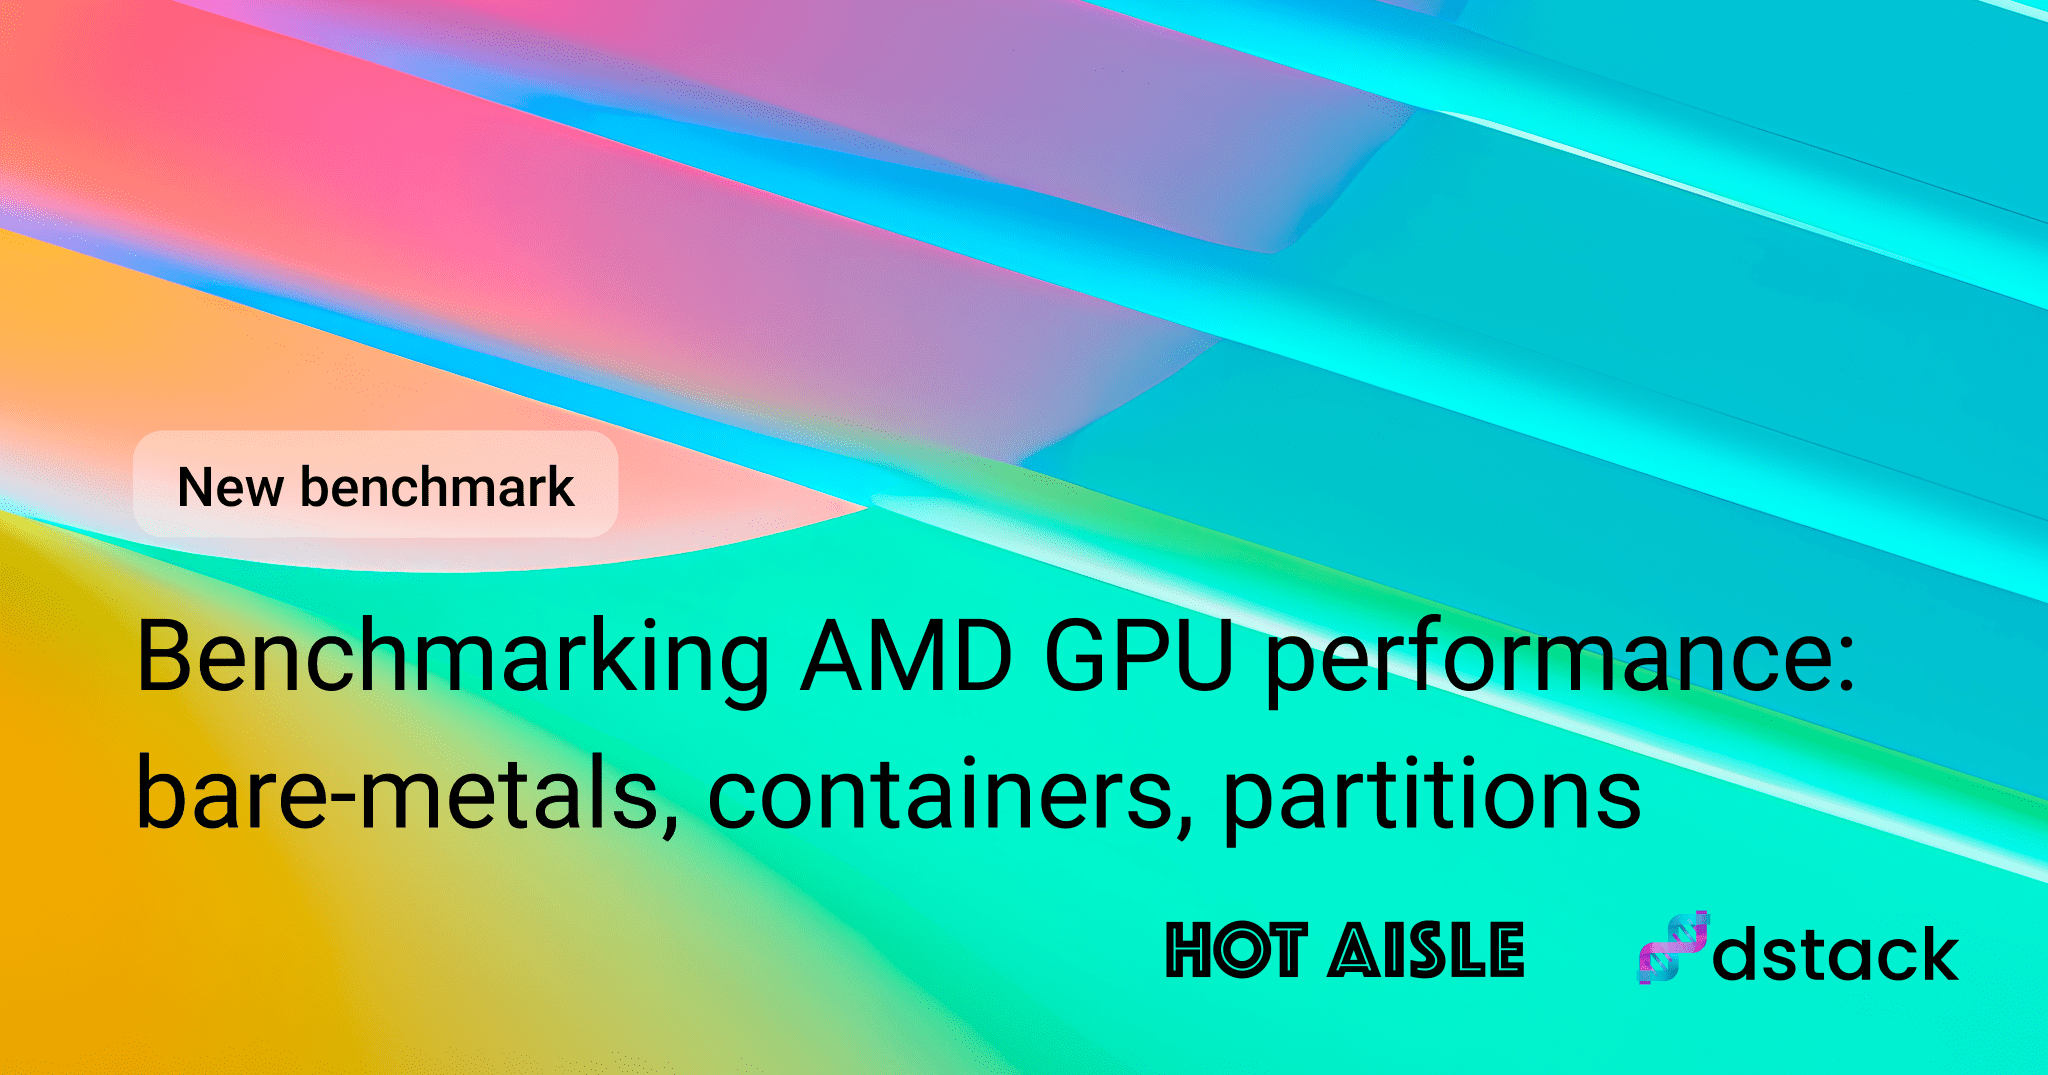 New benchmark
Benchmarking AMD GPU performance:
bare-metals, containers, partitions
HOT AISLE
dstack